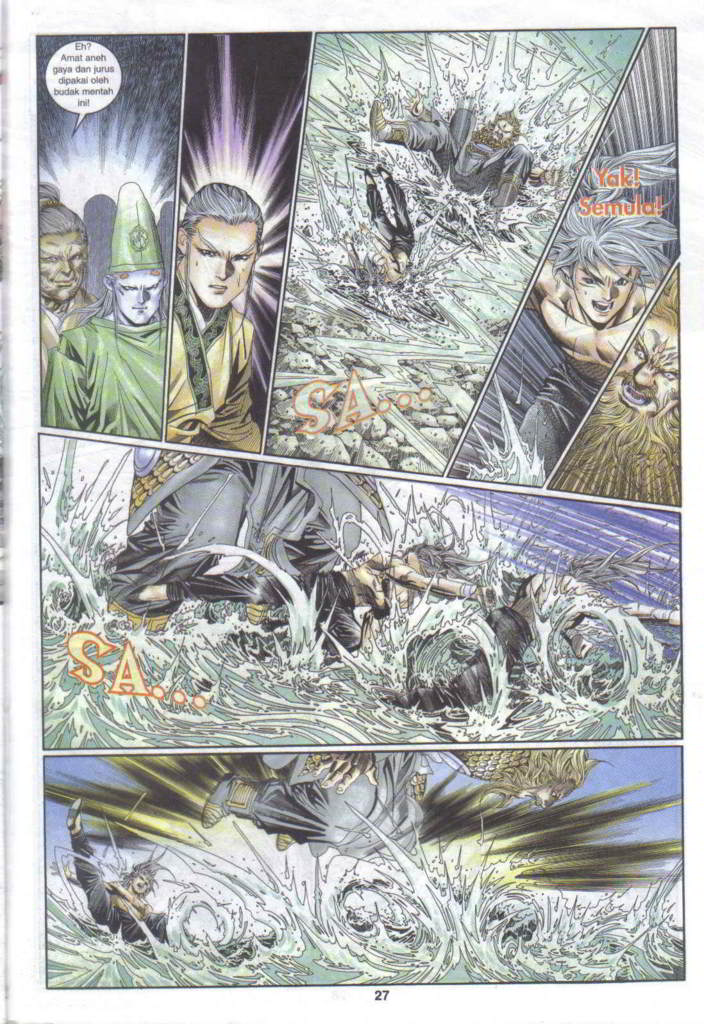 Eh?
Amat aneh
gaya dan jurus
dipakai oleh
budak mentah
ini!
Yak!
Semula!
SA...
SA...
27